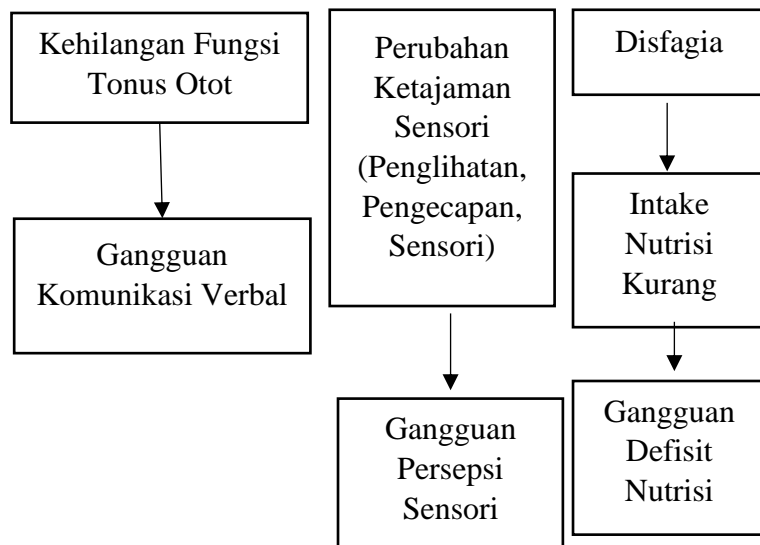 Kehilangan Fungsi
Tonus Otot
Gangguan
Komunikasi Verbal
Perubahan
Ketajaman
Sensori
(Penglihatan,
Pengecapan,
Sensori)
Gangguan
Persepsi
Sensori
Disfagia
Intake
Nutrisi
Kurang
Gangguan
Defisit
Nutrisi